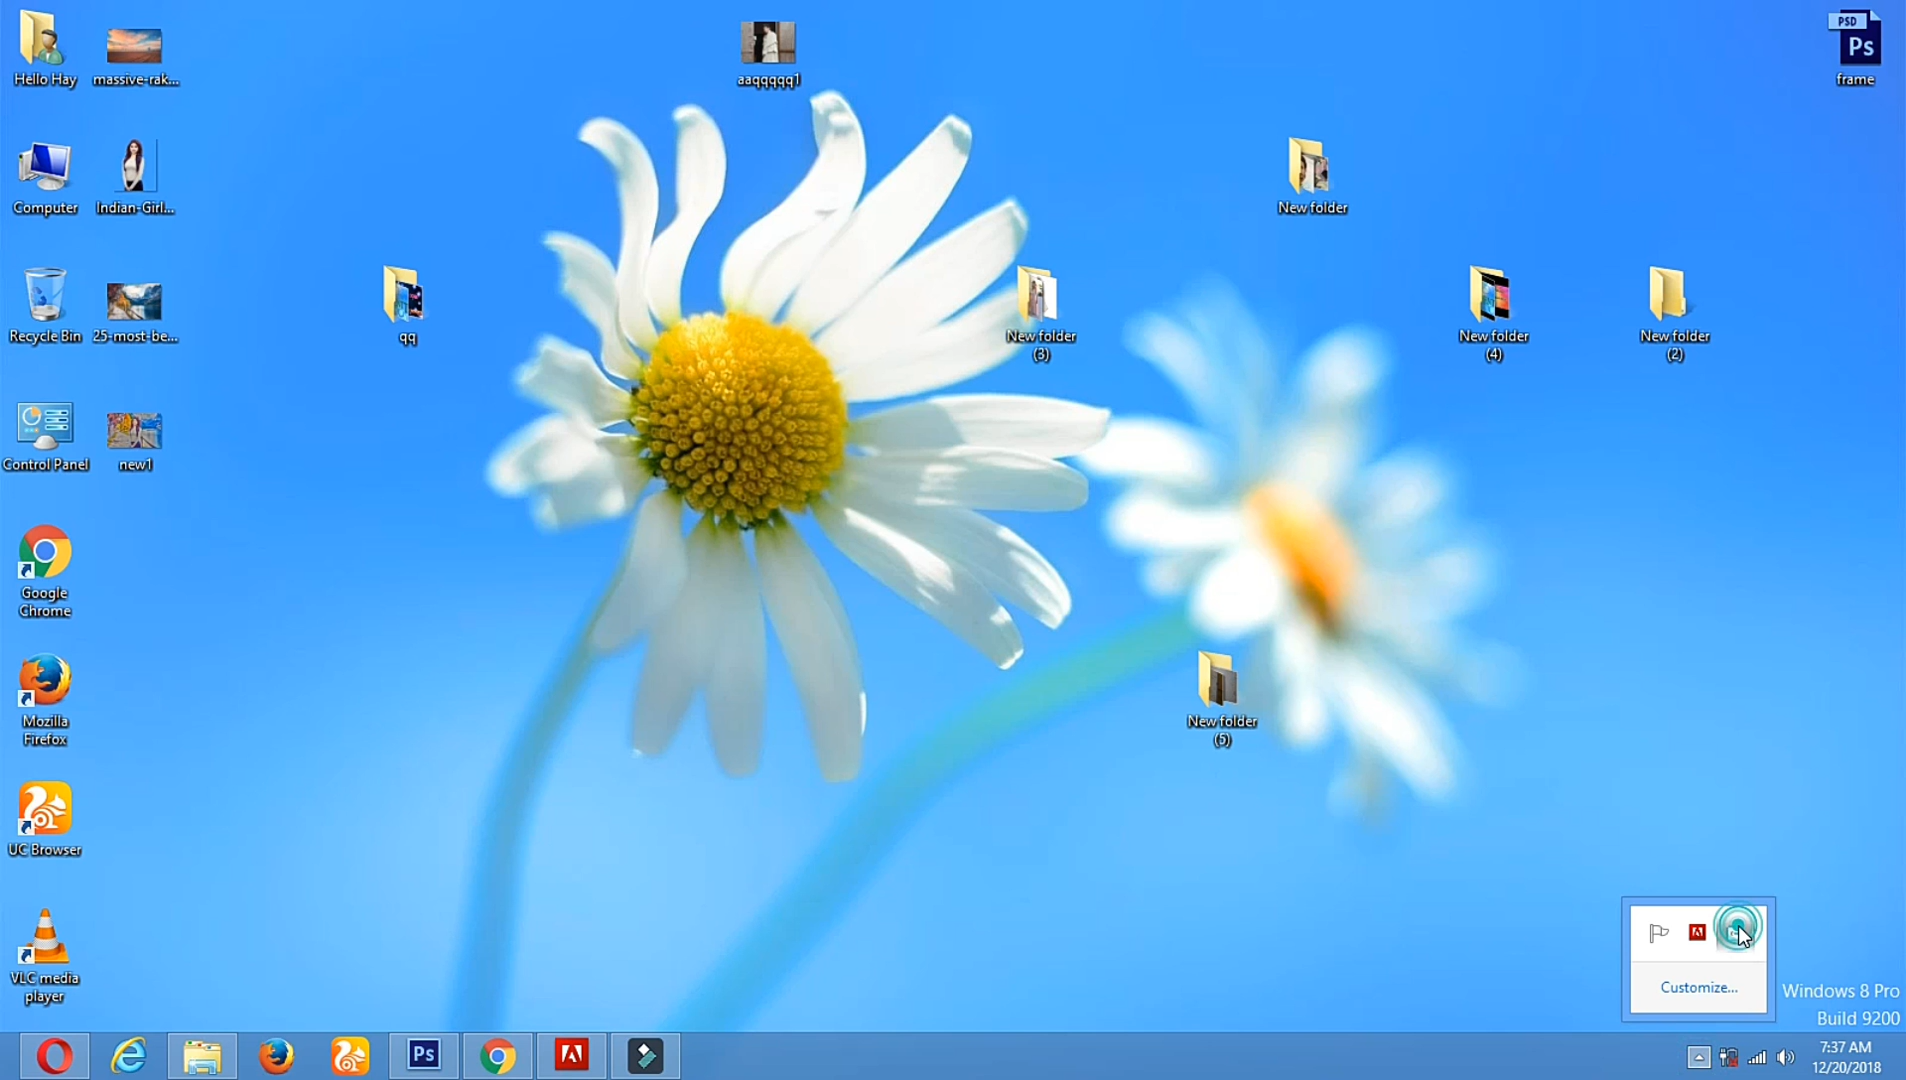 Hello Hay
massive-rak...
aaqqqqq1
PSD
Ps
frame
Computer
Indian-Girl...
New folder
Recycle Bin
25-most-be...
qq
New folder
(3)
New folder
(4)
New folder
(2)
Control Panel
new1
Google
Chrome
Mozilla
Firefox
New folder
(5)
UC Browser
VLC media
player
Customize...
Windows 8 Pro
Build 9200
Ps
7:37 AM
12/20/2018